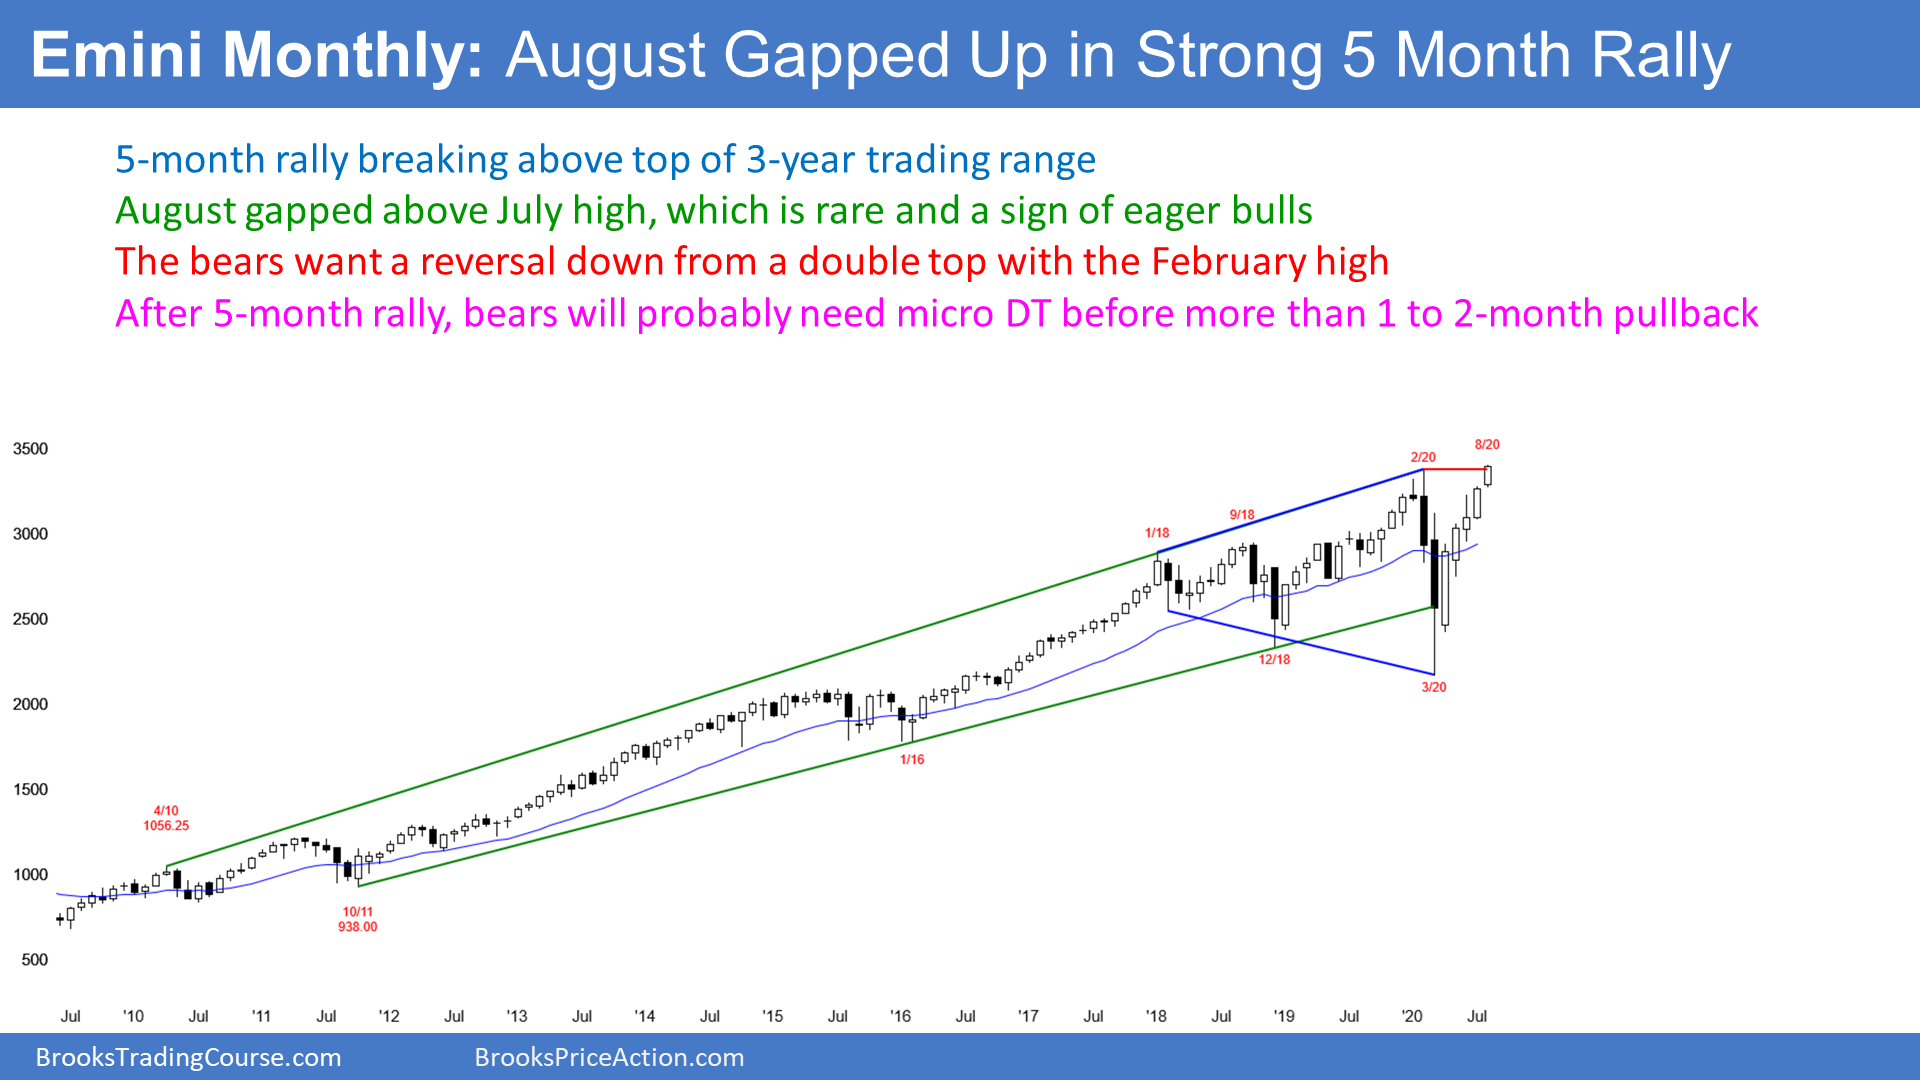 Emini Monthly: August Gapped Up in Strong 5 Month Rally
5-month rally breaking above top of 3-year trading range
August gapped above July high, which is rare and a sign of eager bulls
The bears want a reversal down from a double top with the February high
After 5-month rally, bears will probably need micro DT before more than 1 to 2-month pullback
3500
3000
2500
2000
1500
1000
500
4/10
1056.25
10/11
938.00
1/16
1/18
9/18
12/18
2/20
3/20
8/20
Jul '10 Jul '11 Jul '12 Jul '13 Jul '14 Jul '15 Jul '16 Jul '17 Jul '18 Jul '19 Jul '20 Jul
BrooksTradingCourse.com BrooksPriceAction.com